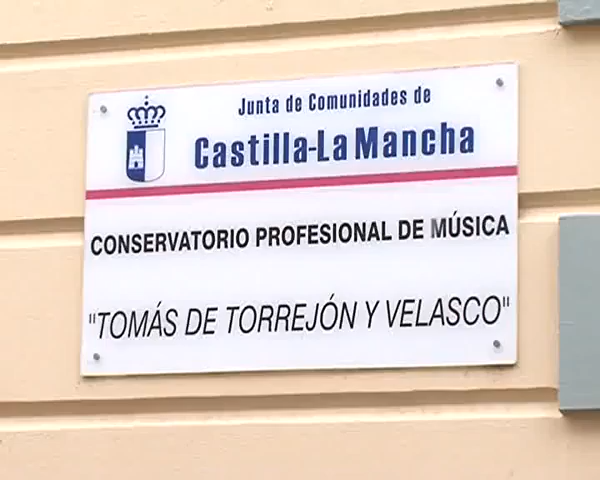 Junta de Comunidades de
Castilla-La Mancha
CONSERVATORIO PROFESIONAL DE MÚSICA
"TOMÁS DE TORREJÓN Y VELASCO"